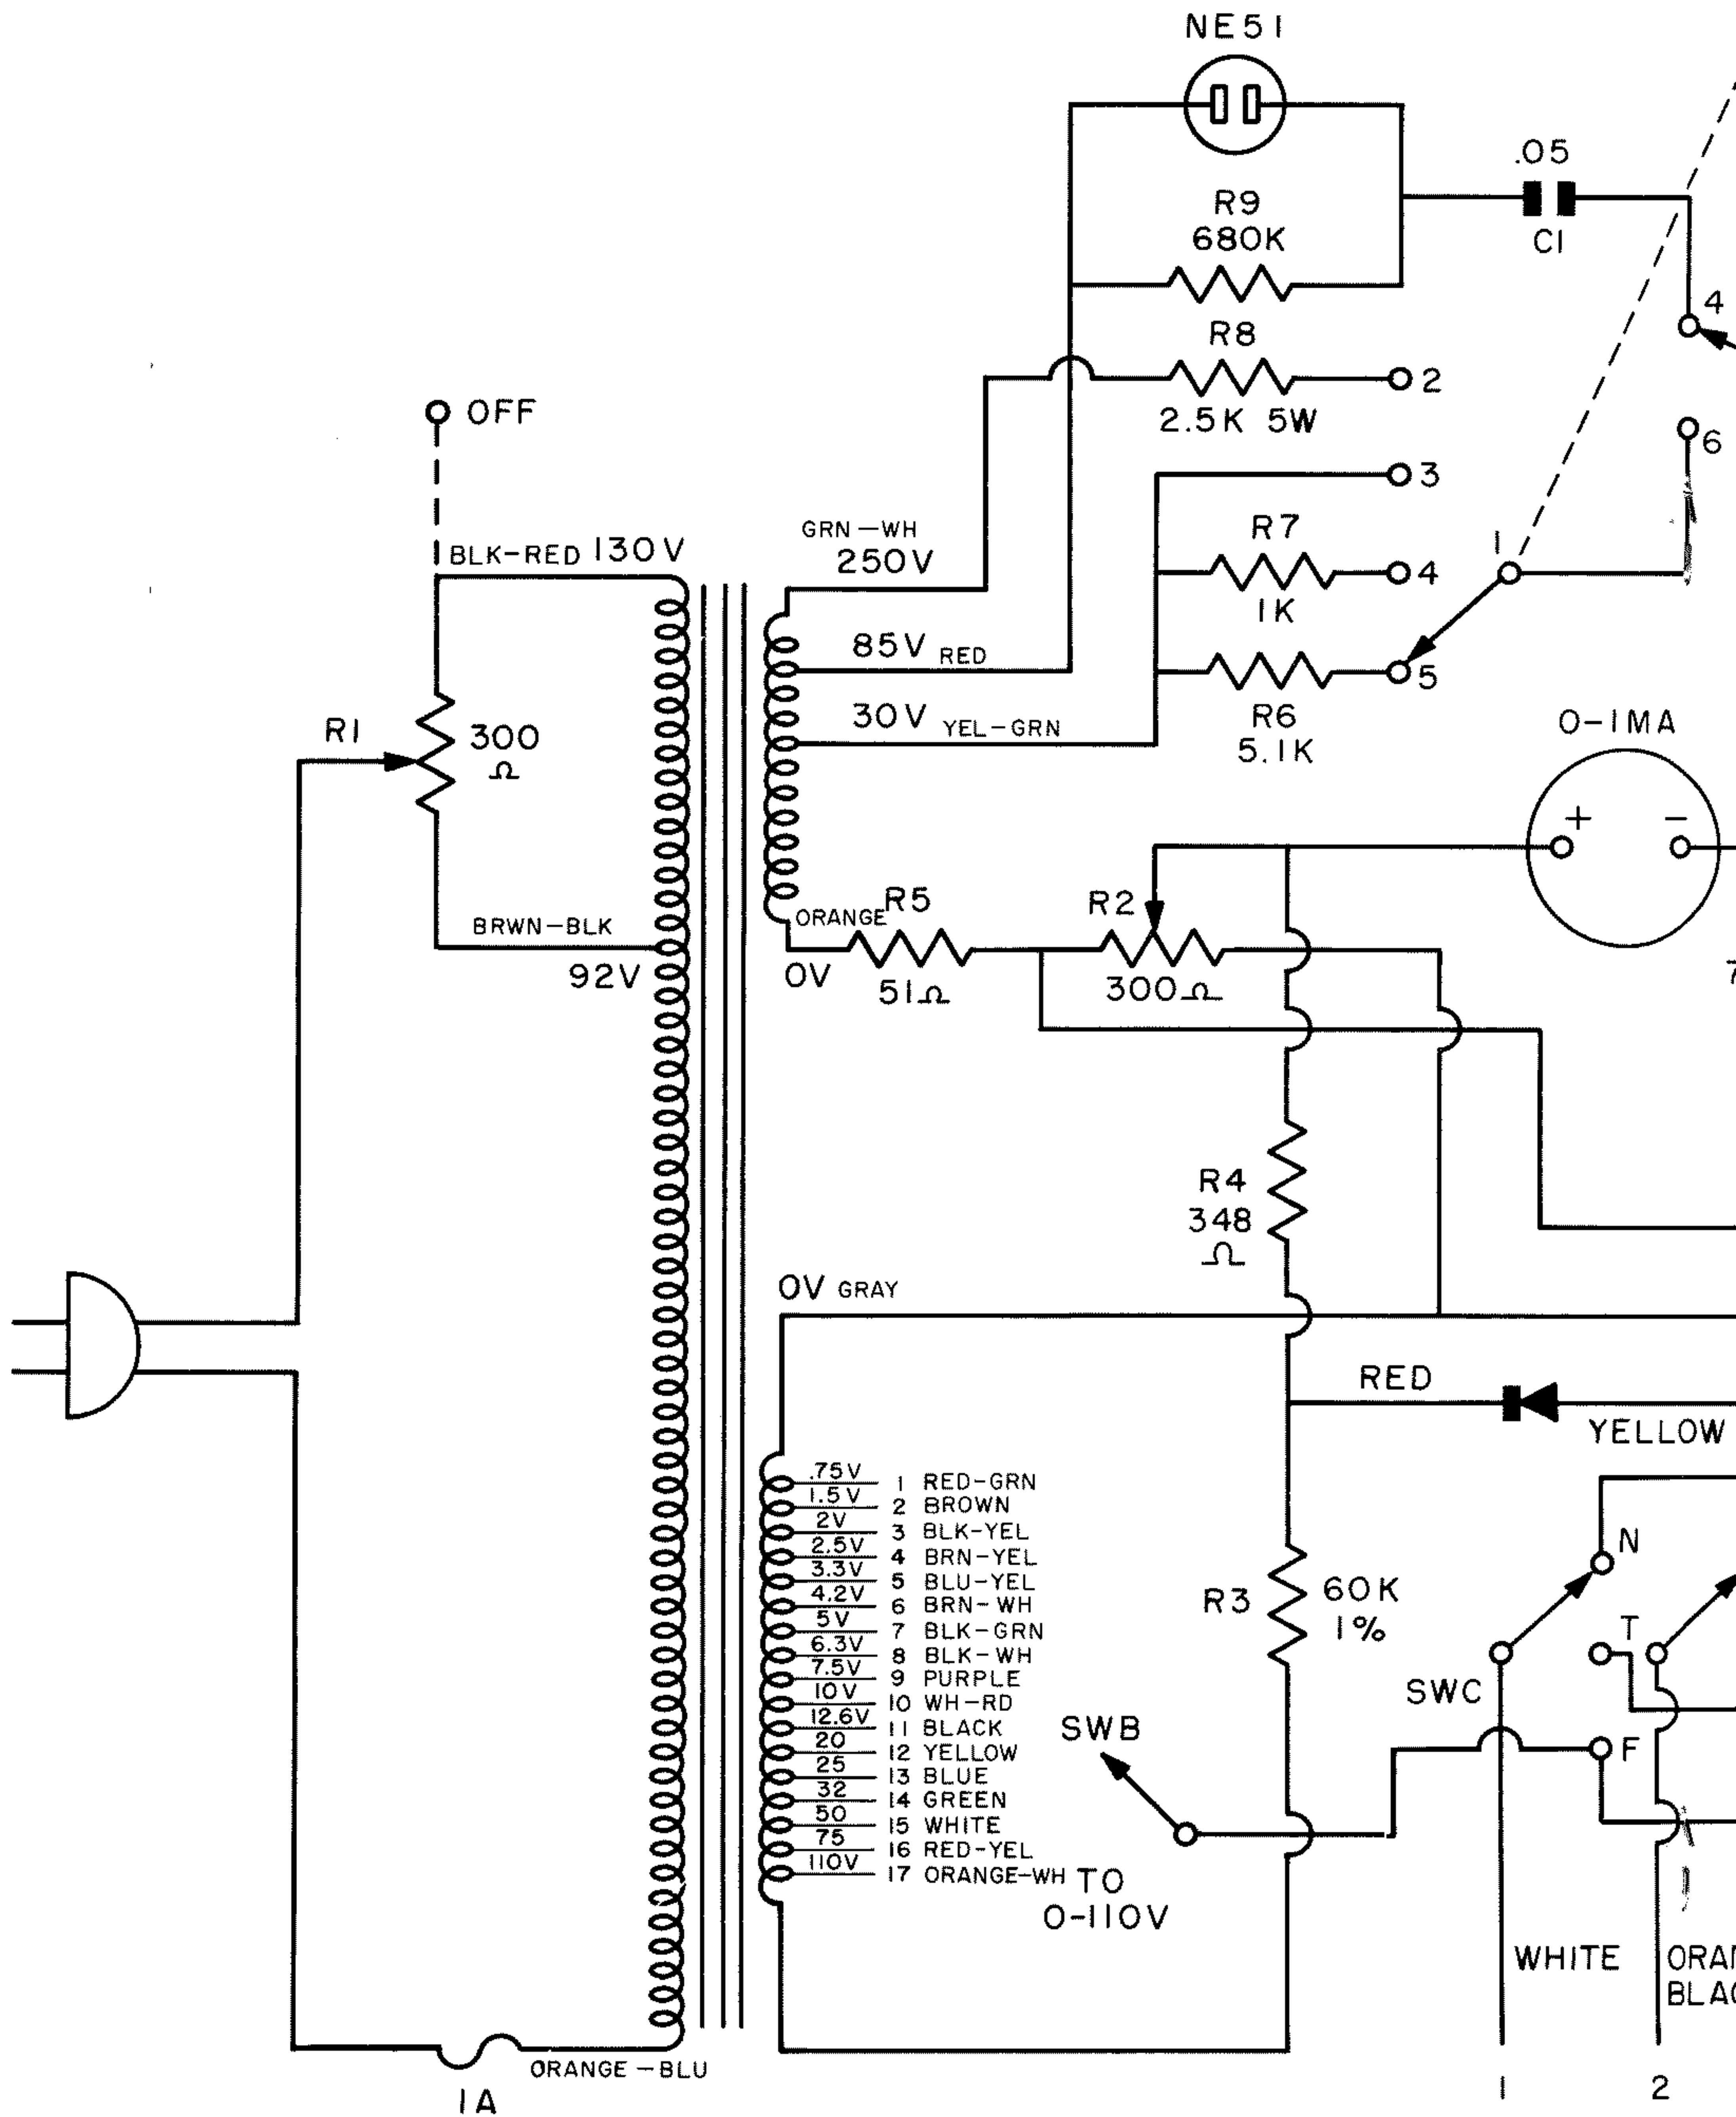 NE51
.05
C1
R9
680K
4
R8
2
2.5K 5W
OFF
6
3
GRN-WH
250V
R7
1
4
1K
BLK-RED 130V
85V RED
5
30V YEL-GRN
R6
5.1K
R1
300
Ω
0-1MA
+ -
ORANGE R5
R2
BRWN-BLK
92V
0V
51Ω
300Ω
7
R4
348
Ω
0V GRAY
RED
YELLOW
.75V 1 RED-GRN
1.5V 2 BROWN
2V 3 BLK-YEL
2.5V 4 BRN-YEL
3.3V 5 BLU-YEL
4.2V 6 BRN-WH
5V 7 BLK-GRN
6.3V 8 BLK-WH
7.5V 9 PURPLE
10V 10 WH-RD
12.6V 11 BLACK
20 12 YELLOW
25 13 BLUE
32 14 GREEN
50 15 WHITE
75 16 RED-YEL
110V 17 ORANGE-WH
TO
0-110V
R3
60K
1%
N
T
SWC
SWB
F
WHITE
ORAN
BLAC
ORANGE-BLU
1A
1
2